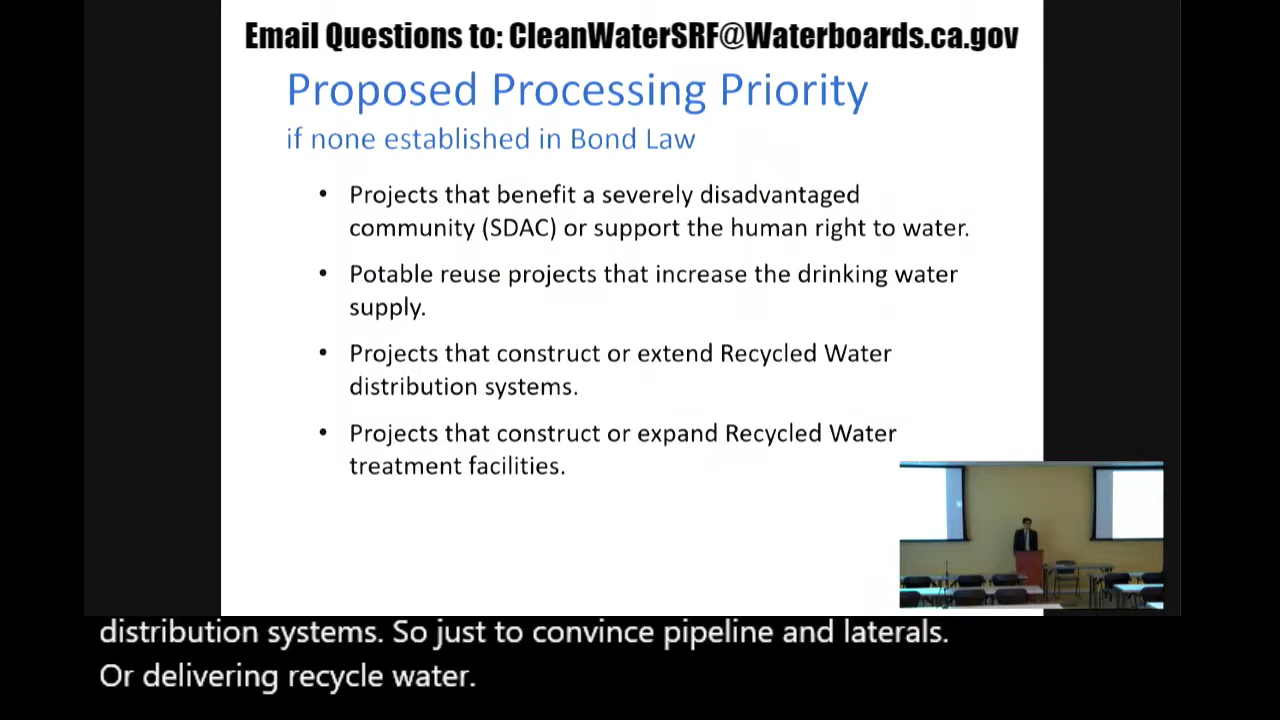 Email Questions to: CleanWaterSRF@Waterboards.ca.gov
Proposed Processing Priority
if none established in Bond Law
• Projects that benefit a severely disadvantaged
community (SDAC) or support the human right to water.
• Potable reuse projects that increase the drinking water
supply.
• Projects that construct or extend Recycled Water
distribution systems.
• Projects that construct or expand Recycled Water
treatment facilities.
distribution systems. So just to convince pipeline and laterals.
Or delivering recycle water.